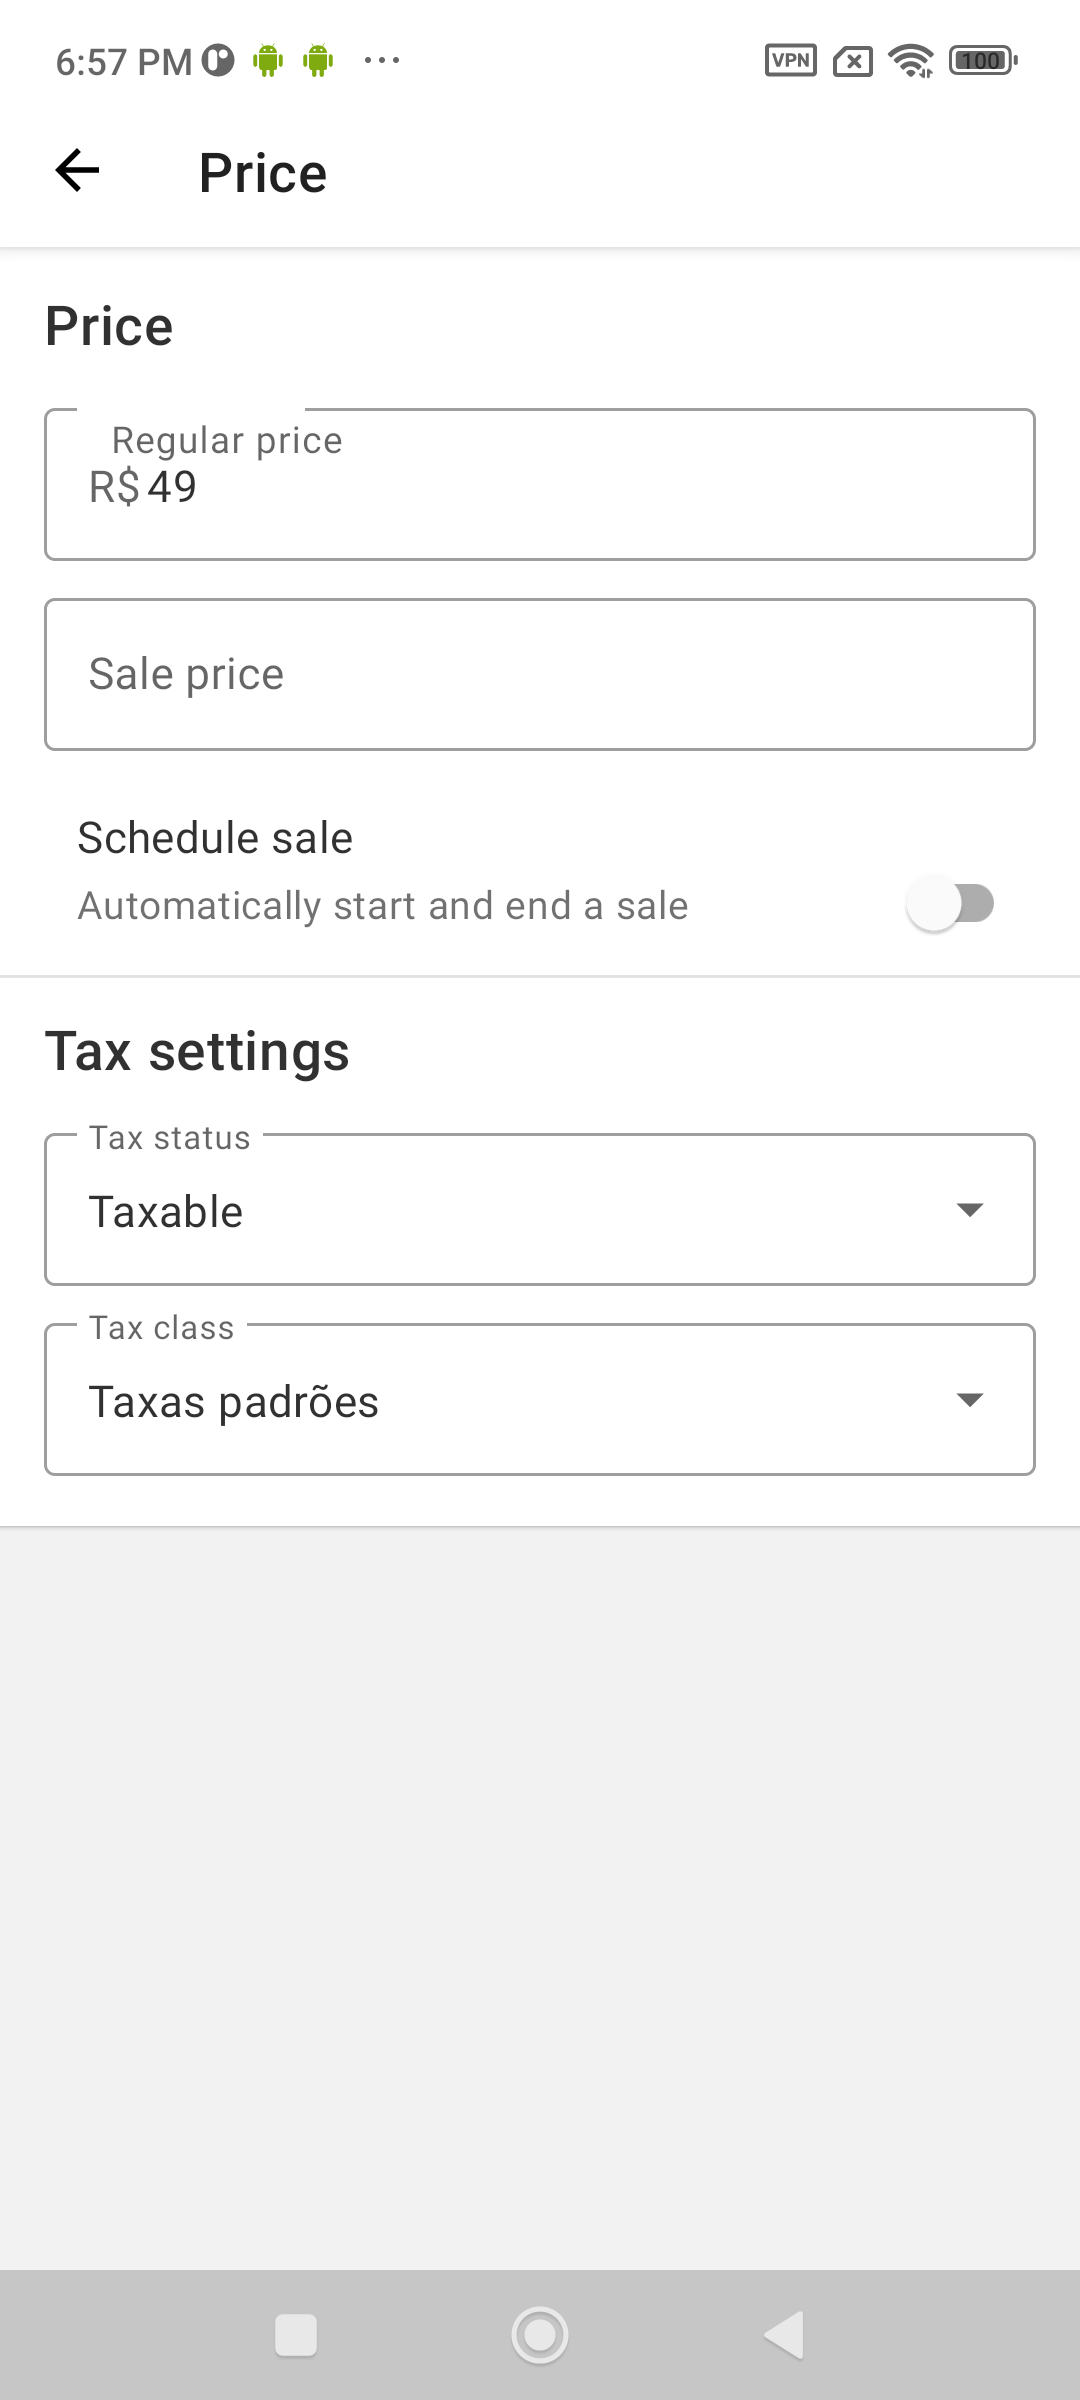 6:57 PM
VPN
100
Price
Price
Regular price
R$ 49
Sale price
Schedule sale
Automatically start and end a sale
Tax settings
Tax status
Taxable
Tax class
Taxas padrões